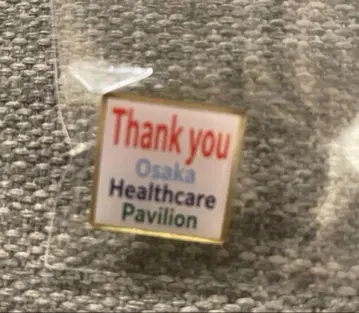 Thank you
Osaka
Healthcare
Pavilion